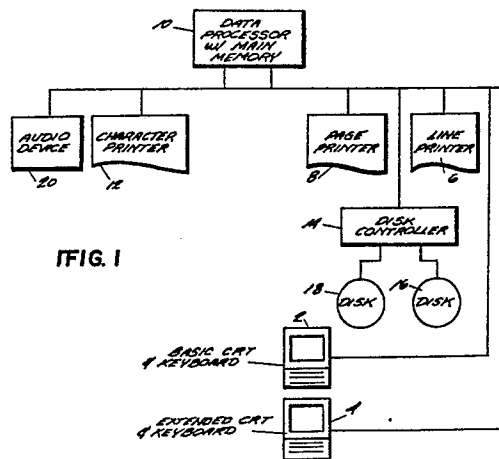 10
DATA
PROCESSOR
W/ MAIN
MEMORY
AUDIO
DEVICE
20
CHARACTER
PRINTER
12
PAGE
PRINTER
8
LINE
PRINTER
6
14
DISK
CONTROLLER
FIG. 1
18
DISK
16
DISK
2
BASIC CRT
& KEYBOARD
EXTENDED CRT
& KEYBOARD
4